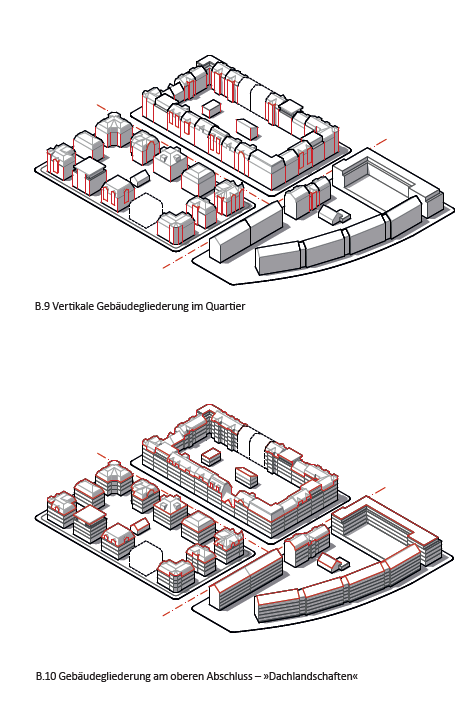 B.9 Vertikale Gebäudegliederung im Quartier
B.10 Gebäudegliederung am oberen Abschluss – »Dachlandschaften«